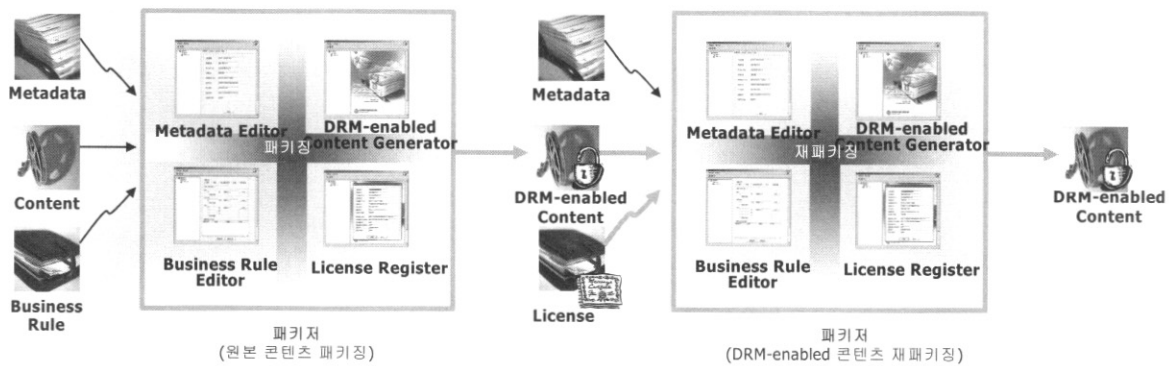 Metadata
Content
Business
Rule
Metadata Editor
DRM-enabled
Content Generator
패키징
Business Rule
Editor
License Register
패키저
(원본 콘텐츠 패키징)
Metadata
DRM-enabled
Content
License
Metadata Editor
DRM-enabled
Content Generator
재패키징
Business Rule
Editor
License Register
패키저
(DRM-enabled 콘텐츠 재패키징)
DRM-enabled
Content